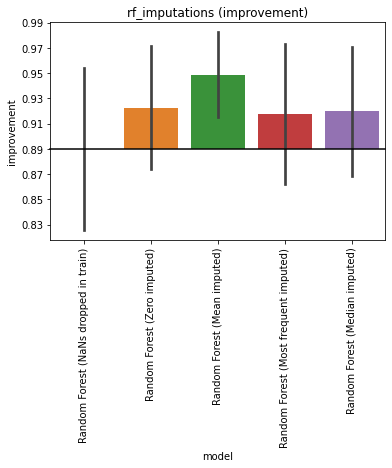 rf_imputations (improvement)
0.99
0.97
0.95
0.93
0.91
0.89
0.87
0.85
0.83
improvement
Random Forest (NaNs dropped in train)
Random Forest (Zero imputed)
Random Forest (Mean imputed)
Random Forest (Most frequent imputed)
Random Forest (Median imputed)
model